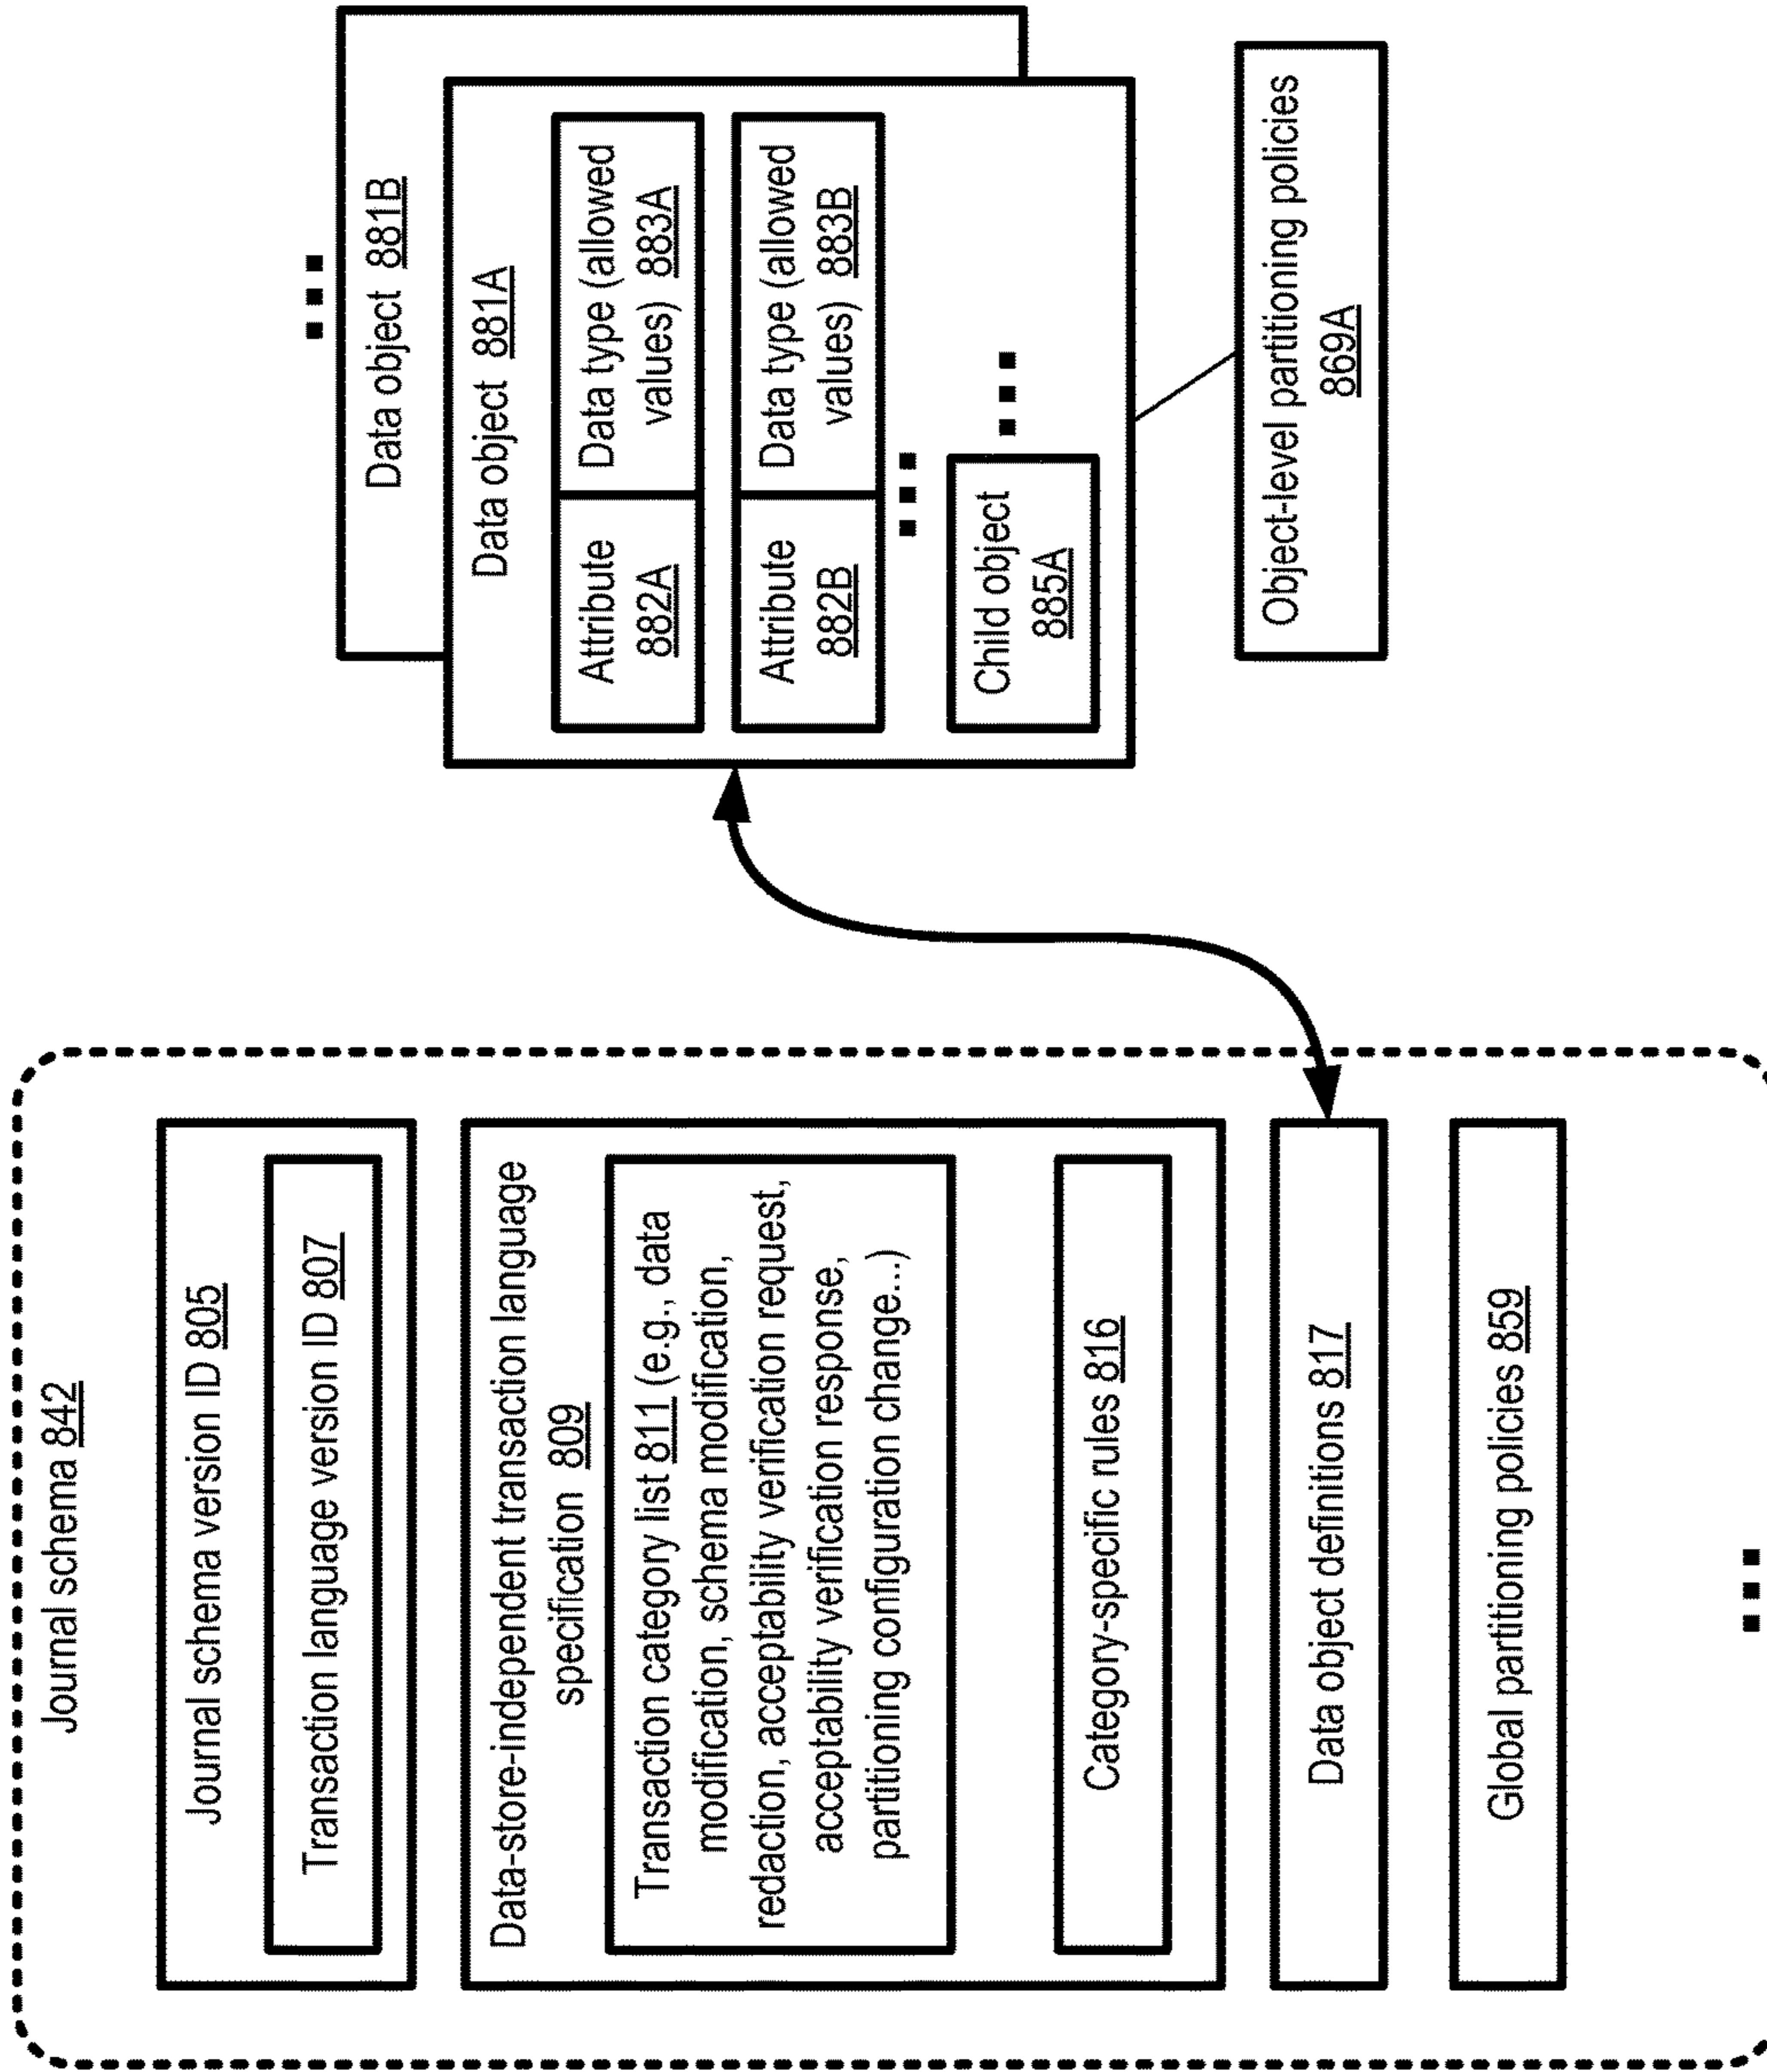 Journal schema 842
Journal schema version ID 805
Transaction language version ID 807
Data-store-independent transaction language
specification 809
Transaction category list 811 (e.g., data
modification, schema modification,
redaction, acceptability verification request,
acceptability verification response,
partitioning configuration change...)
Category-specific rules 816
Data object definitions 817
Global partitioning policies 859
Data object 881B
Data object 881A
Attribute
882A
Data type (allowed
values) 883A
Attribute
882B
Data type (allowed
values) 883B
Child object
885A
Object-level partitioning policies
869A